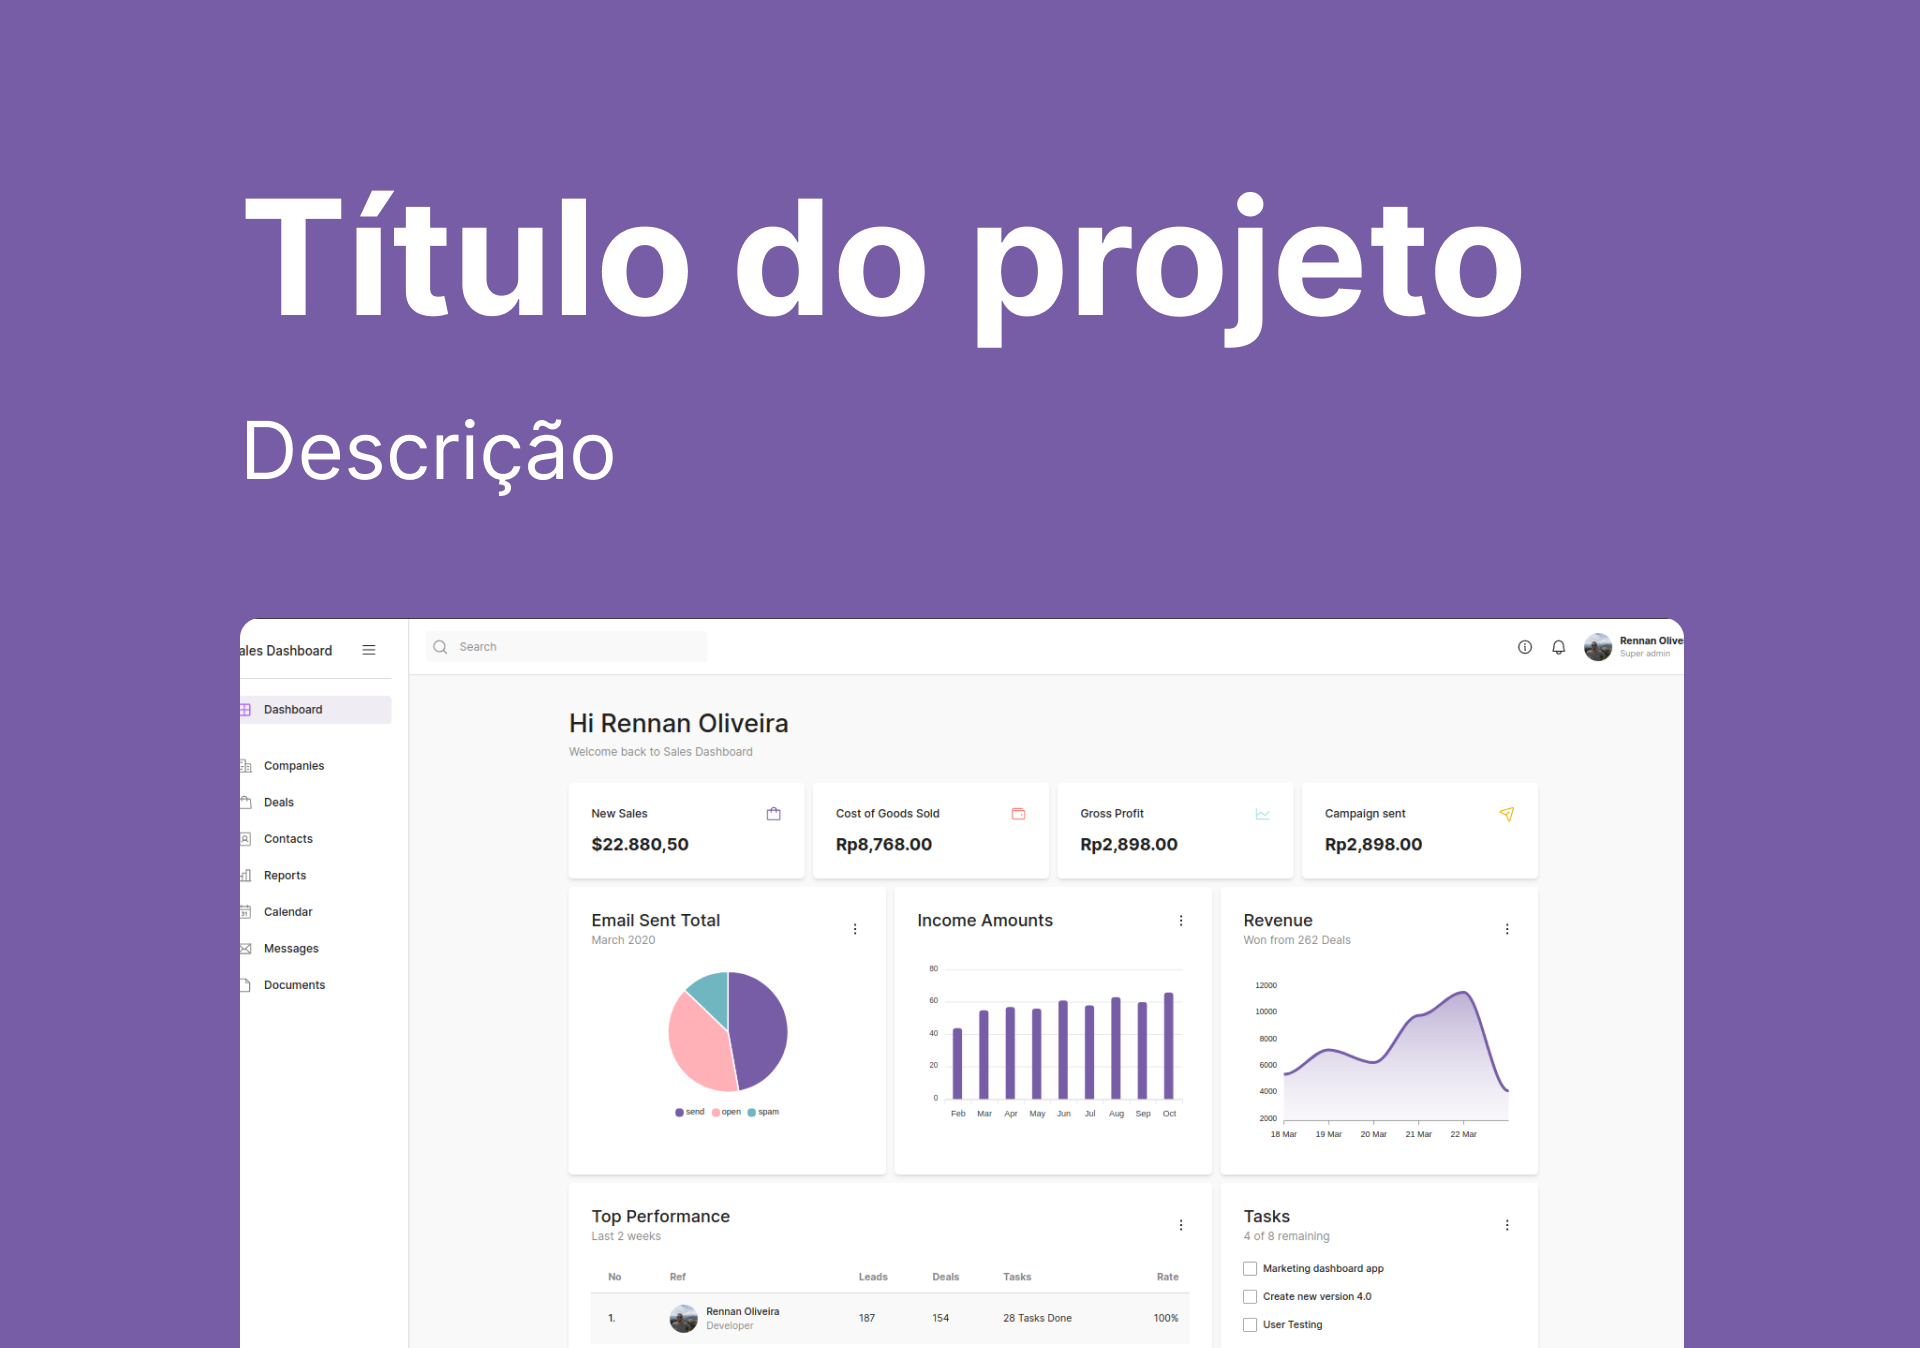 Título do projeto
Descrição
ales Dashboard
Search
Rennan Olive
Super admin
Dashboard
Companies
Deals
Contacts
Reports
Calendar
31
Messages
Documents
Hi Rennan Oliveira
Welcome back to Sales Dashboard
New Sales
$22.880,50
Cost of Goods Sold
Rp8,768.00
Gross Profit
Rp2,898.00
Campaign sent
Rp2,898.00
Email Sent Total
March 2020
send open spam
Income Amounts
80
60
40
20
0
Feb Mar Apr May Jun Jul Aug Sep Oct
Revenue
Won from 262 Deals
12000
10000
8000
6000
4000
2000
18 Mar 19 Mar 20 Mar 21 Mar 22 Mar
Top Performance
Last 2 weeks
No Ref Leads Deals Tasks Rate
1. Rennan Oliveira 187 154 28 Tasks Done 100%
Developer
Tasks
4 of 8 remaining
Marketing dashboard app
Create new version 4.0
User Testing